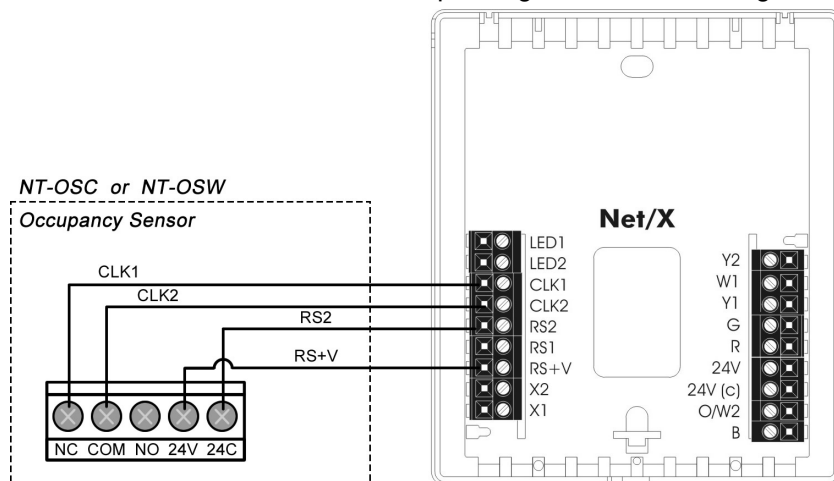 NT-OSC or NT-OSW
Occupancy Sensor
CLK1
CLK2
RS2
RS+V
NC COM NO 24V 24C
Net/X
LED1
LED2
CLK1
CLK2
RS2
RS1
RS+V
X2
X1
Y2
W1
Y1
G
R
24V
24V (c)
O/W2
B